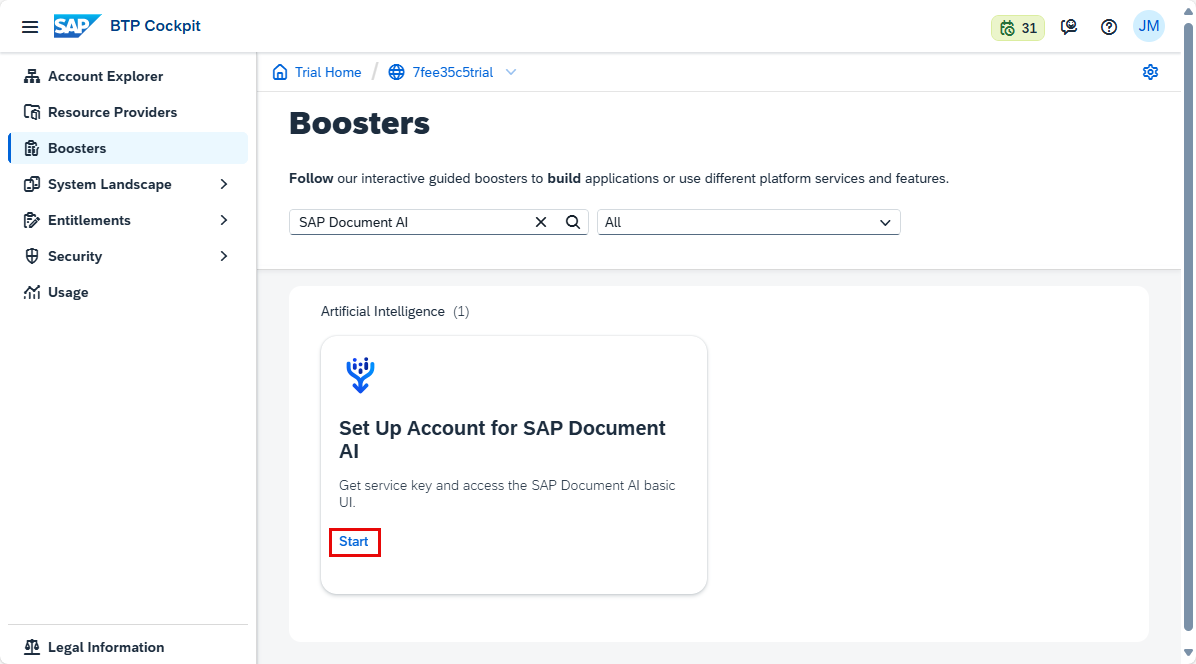 SAP BTP Cockpit 31 JM
Account Explorer
Resource Providers
Boosters
System Landscape
Entitlements
Security
Usage
Legal Information
Trial Home / 7fee35c5trial
Boosters
Follow our interactive guided boosters to build applications or use different platform services and features.
SAP Document AI All
Artificial Intelligence (1)
Set Up Account for SAP Document
AI
Get service key and access the SAP Document AI basic
UI.
Start